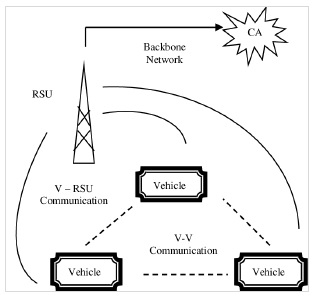 CA
Backbone
Network
RSU
V – RSU
Communication
Vehicle
V-V
Communication
Vehicle
Vehicle